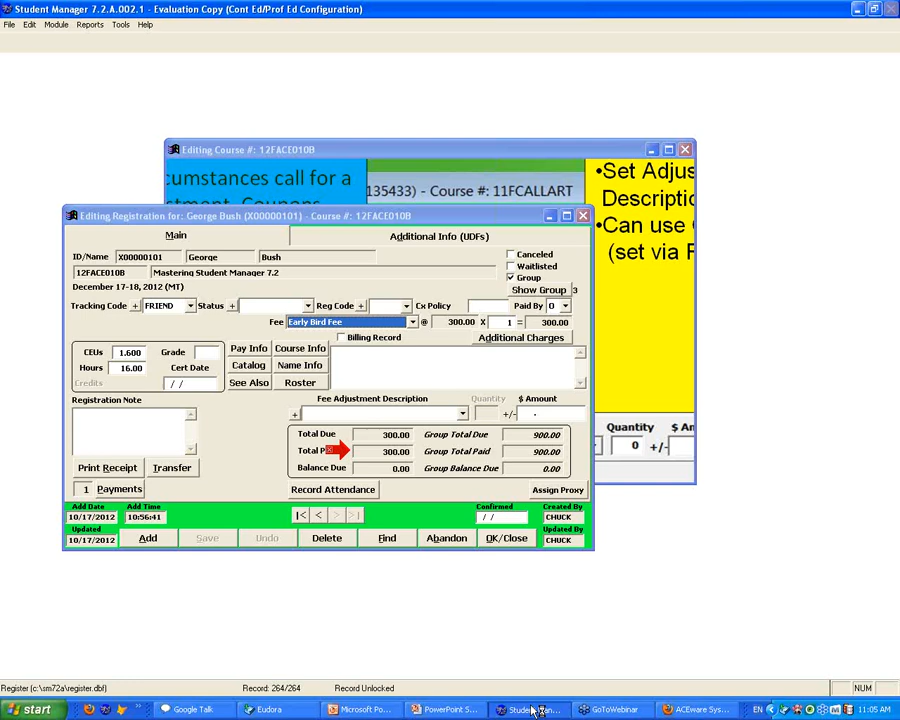 Student Manager 7.2.A.002.1 - Evaluation Copy (Cont Ed/Prof Ed Configuration)
File Edit Module Reports Tools Help
Editing Course #: 12FACE010B
cumstances call for a
135433) - Course #: 11FCALLART
•Set Adjus
Descriptio
•Can use
(set via F
Editing Registration for: George Bush (X00000101) - Course #: 12FACE010B
Main Additional Info (UDFs)
ID/Name X00000101 George Bush
Canceled
Waitlisted
Group
12FACE010B Mastering Student Manager 7.2
December 17-18, 2012 (MT)
Show Group 3
Tracking Code + FRIEND Status + Reg Code + Cx Policy Paid By 0
Fee Early Bird Fee @ 300.00 X 1 = 300.00
Billing Record Additional Charges
CEUs 1.600 Grade
Hours 16.00 Cert Date
Credits / /
Pay Info Course Info
Catalog Name Info
See Also Roster
Registration Note
Fee Adjustment Description Quantity $ Amount
+ +/- .
Total Due 300.00 Group Total Due 900.00
Total P 300.00 Group Total Paid 900.00
Balance Due 0.00 Group Balance Due 0.00
Print Receipt Transfer
1 Payments Record Attendance Assign Proxy
Quantity $ Am
0 +/-
Add Date Add Time Confirmed Created By
10/17/2012 10:56:41 |< < > >| / / CHUCK
Updated Updated By
10/17/2012 Add Save Undo Delete Find Abandon OK/Close CHUCK
Register (c:\sm72a\register.dbf) Record: 264/264 Record Unlocked NUM
start Google Talk Eudora Microsoft Po... PowerPoint S... Studen GoToWebinar ACEware Sy... EN 11:05 AM